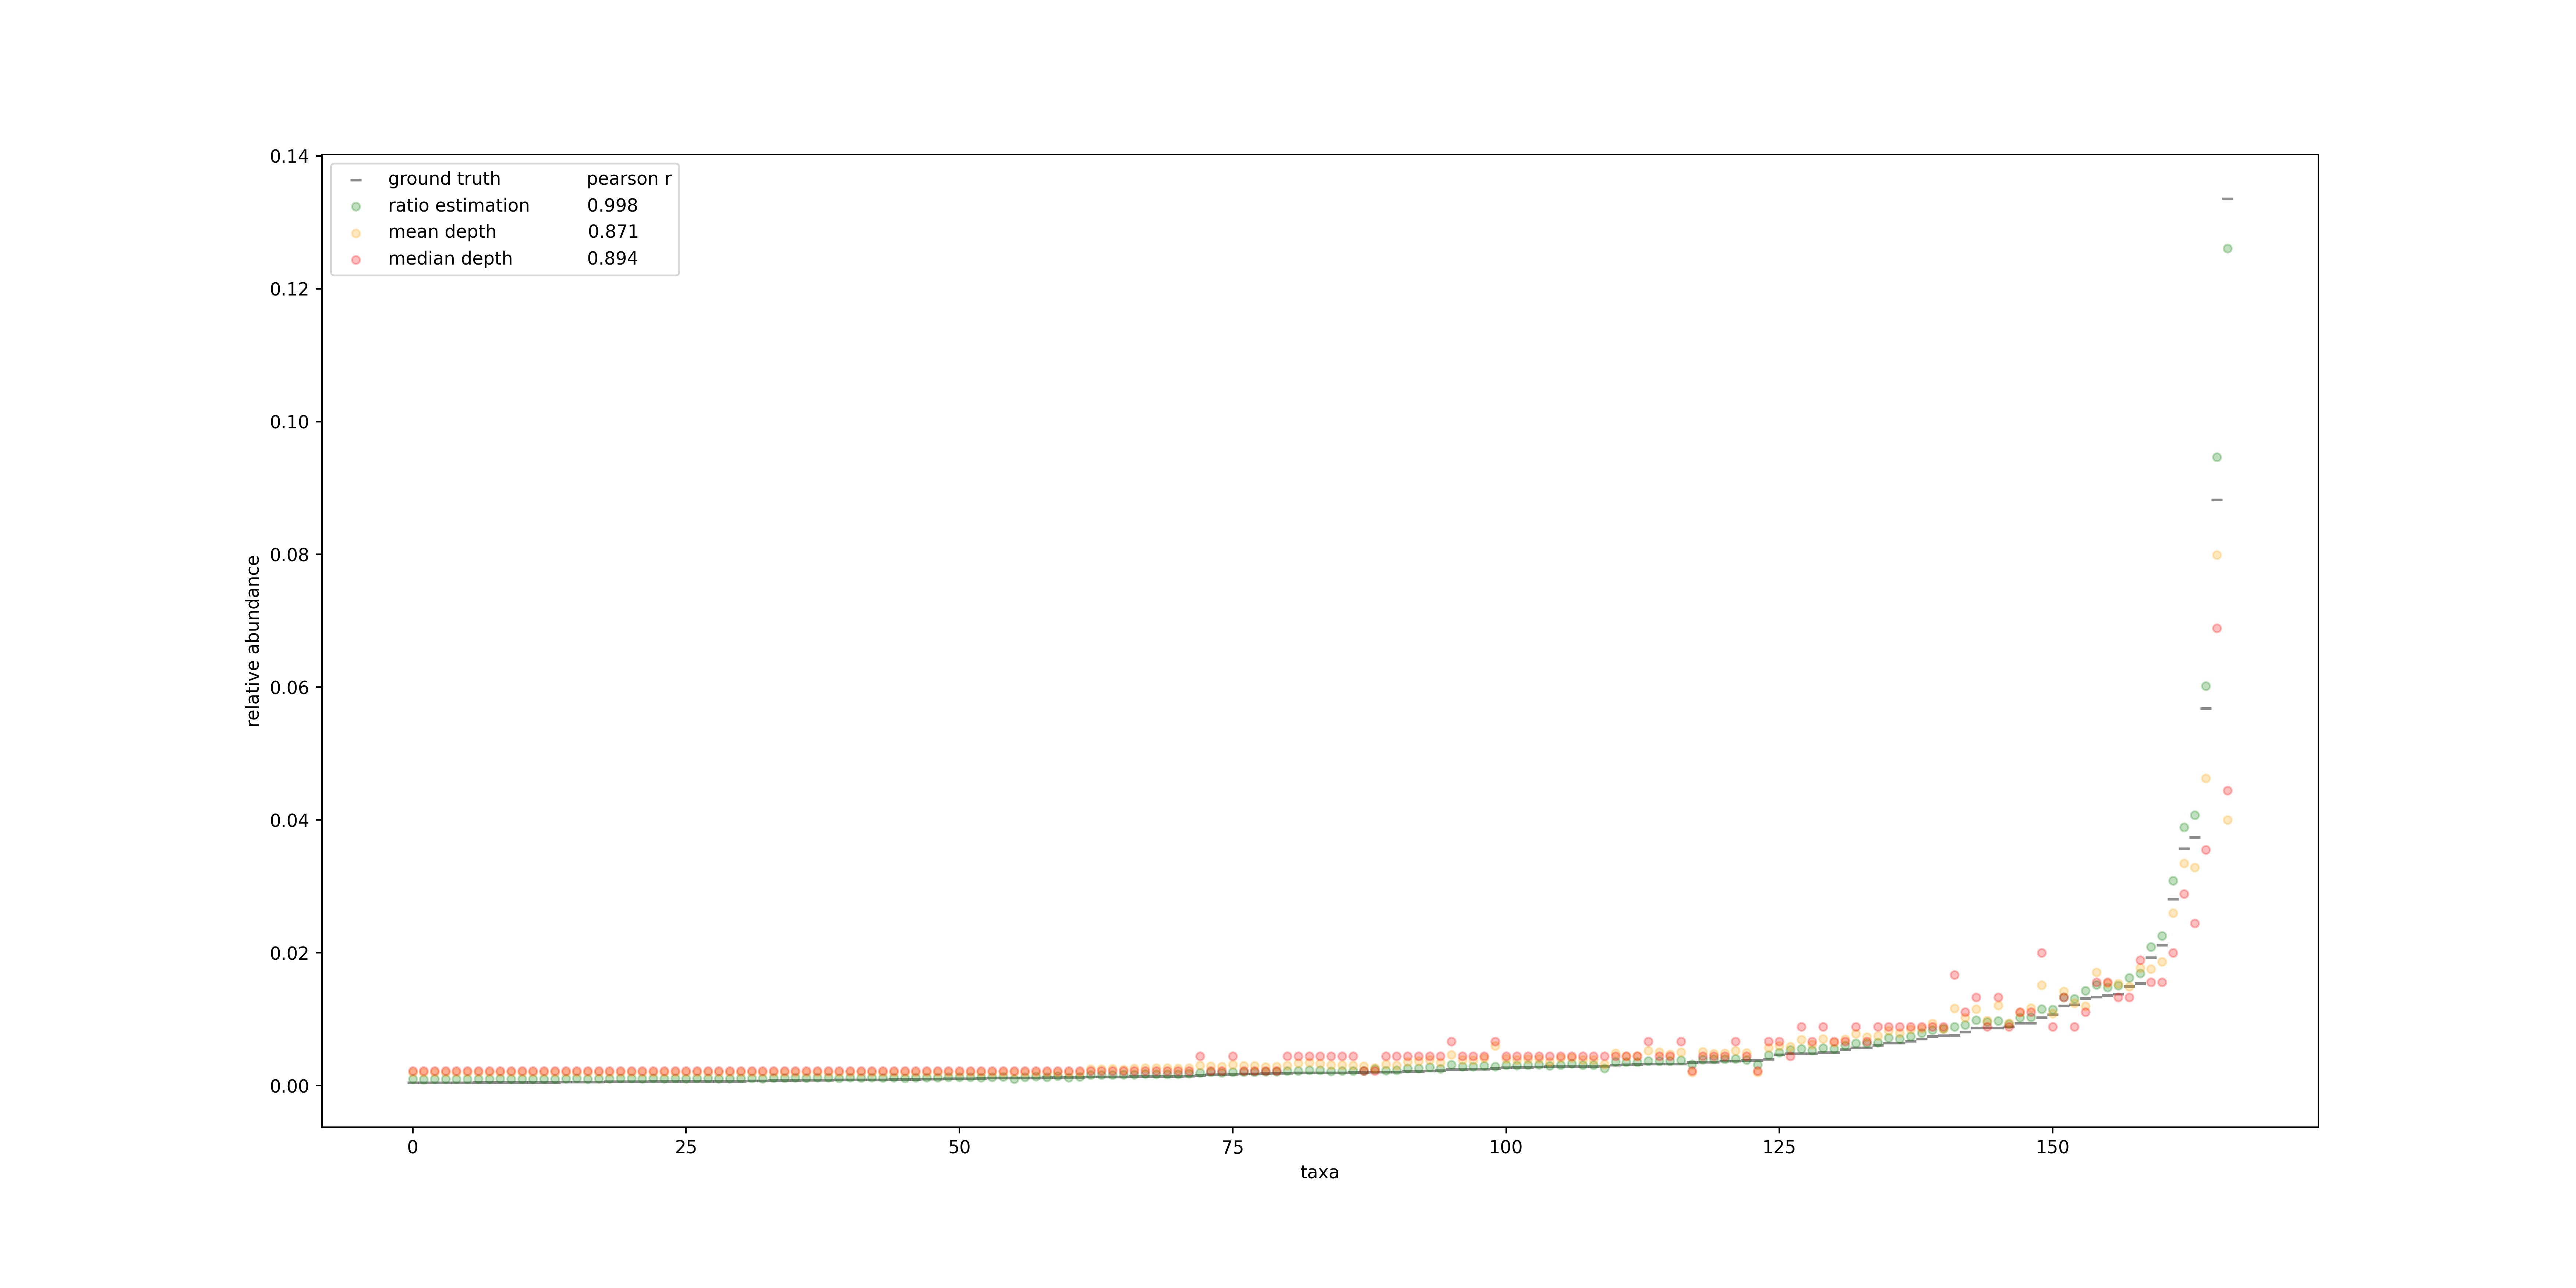 0.14
0.12
0.10
0.08
0.06
0.04
0.02
0.00
relative abundance
ground truth pearson r
ratio estimation 0.998
mean depth 0.871
median depth 0.894
0 25 50 75 100 125 150
taxa